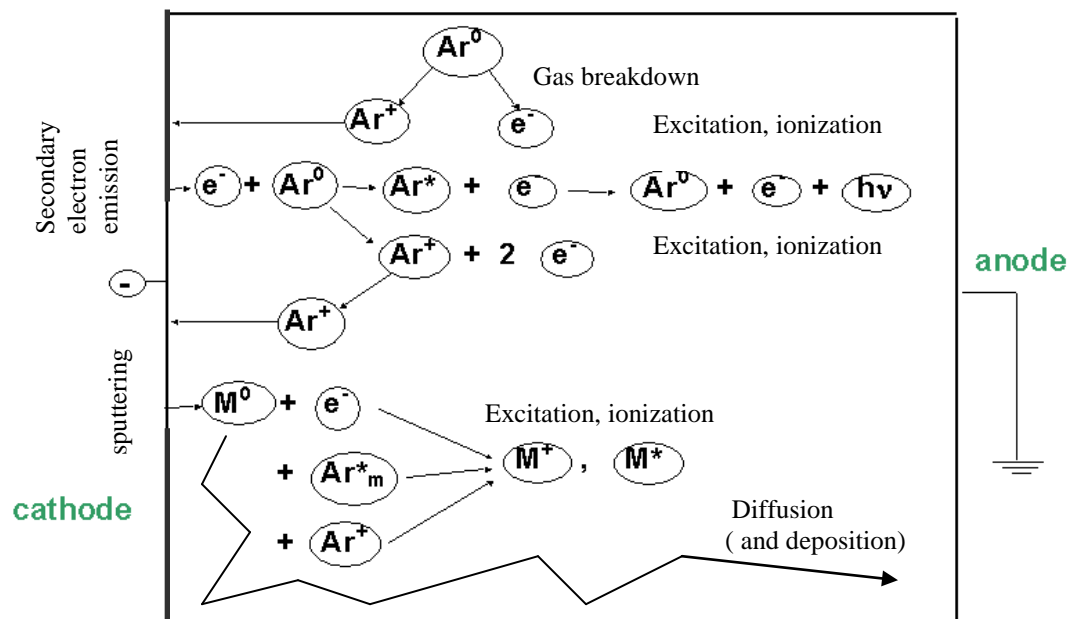 Ar⁰
Gas breakdown
Ar⁺ e⁻
Excitation, ionization
Secondary
electron
emission
e⁻ + Ar⁰ Ar* + e⁻ Ar⁰ + e⁻ + hν
Ar⁺ + 2 e⁻
Excitation, ionization
anode
-
Ar⁺
sputtering
M⁰ + e⁻
Excitation, ionization
+ Ar*ₘ M⁺ , M*
cathode
+ Ar⁺
Diffusion
( and deposition)